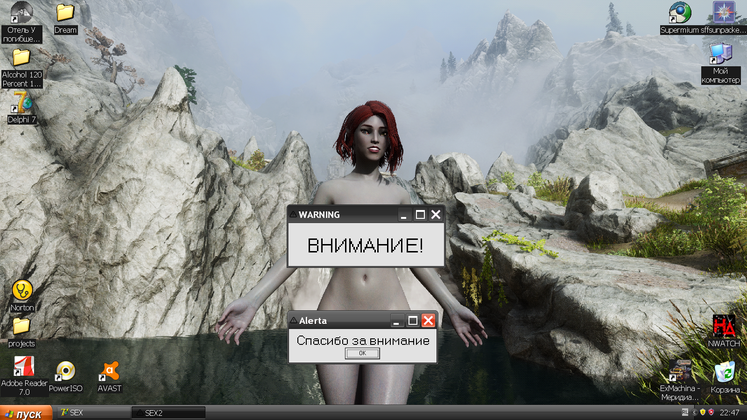 Отель У
погибше...
Dream
Alcohol 120
Percent 1...
Delphi 7
Supermium
sffsunpacke...
Мой
компьютер
WARNING
ВНИМАНИЕ!
Alerta
Спасибо за внимание
OK
Norton
projects
Adobe Reader
7.0
PowerISO
AVAST
NWATCH
ExMachina -
Меридиа...
Корзина
пуск
SEX
SEX2
22:47